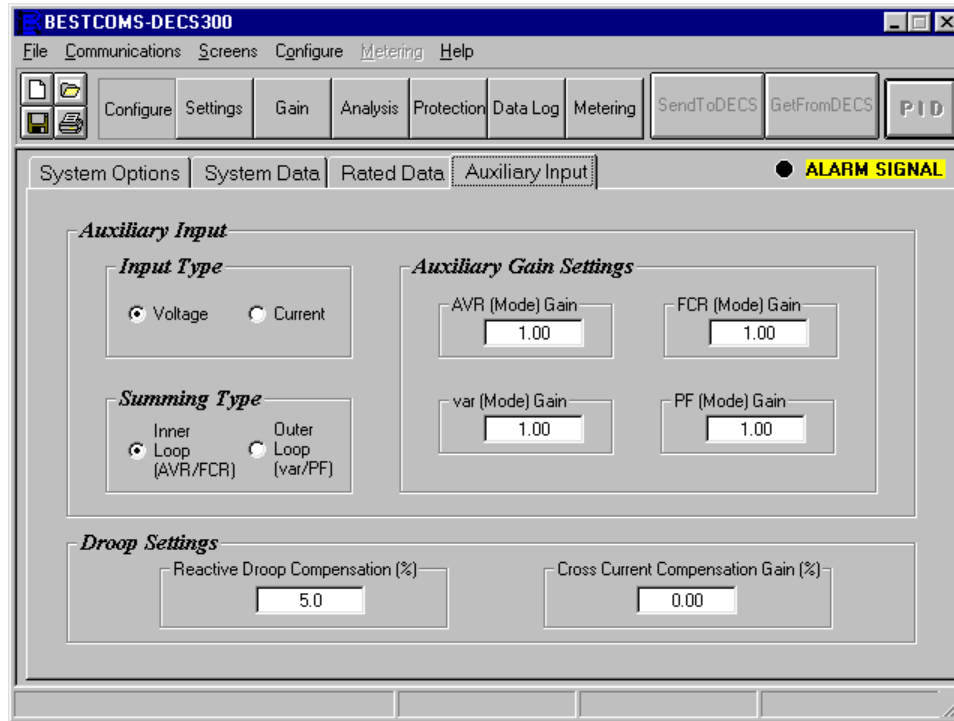 BESTCOMS-DECS300
File Communications Screens Configure Metering Help
Configure Settings Gain Analysis Protection Data Log Metering SendToDECS GetFromDECS PID
System Options System Data Rated Data Auxiliary Input ALARM SIGNAL
Auxiliary Input
Input Type
Voltage Current
Summing Type
Inner Loop (AVR/FCR)
Outer Loop (var/PF)
Auxiliary Gain Settings
AVR (Mode) Gain FCR (Mode) Gain
1.00 1.00
var (Mode) Gain PF (Mode) Gain
1.00 1.00
Droop Settings
Reactive Droop Compensation (%) Cross Current Compensation Gain (%)
5.0 0.00